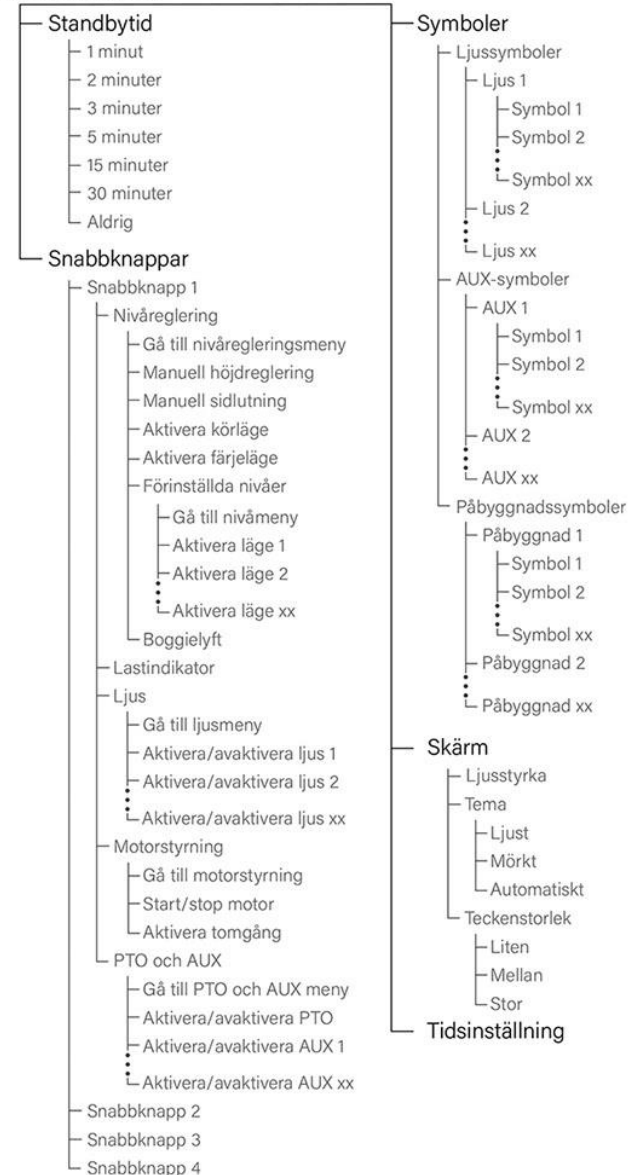 Standbytid
1 minut
2 minuter
3 minuter
5 minuter
15 minuter
30 minuter
Aldrig
Snabbknappar
Snabbknapp 1
Nivåreglering
Gå till nivåregleringsmeny
Manuell höjdreglering
Manuell sidlutning
Aktivera körläge
Aktivera färjeläge
Förinställda nivåer
Gå till nivåmeny
Aktivera läge 1
Aktivera läge 2
Aktivera läge xx
Boggielyft
Lastindikator
Ljus
Gå till ljusmeny
Aktivera/avaktivera ljus 1
Aktivera/avaktivera ljus 2
Aktivera/avaktivera ljus xx
Motorstyrning
Gå till motorstyrning
Start/stop motor
Aktivera tomgång
PTO och AUX
Gå till PTO och AUX meny
Aktivera/avaktivera PTO
Aktivera/avaktivera AUX 1
Aktivera/avaktivera AUX xx
Snabbknapp 2
Snabbknapp 3
Snabbknapp 4
Symboler
Ljussymboler
Ljus 1
Symbol 1
Symbol 2
Symbol xx
Ljus 2
Ljus xx
AUX-symboler
AUX 1
Symbol 1
Symbol 2
Symbol xx
AUX 2
AUX xx
Påbyggnadssymboler
Påbyggnad 1
Symbol 1
Symbol 2
Symbol xx
Påbyggnad 2
Påbyggnad xx
Skärm
Ljusstyrka
Tema
Ljust
Mörkt
Automatiskt
Teckenstorlek
Liten
Mellan
Stor
Tidsinställning